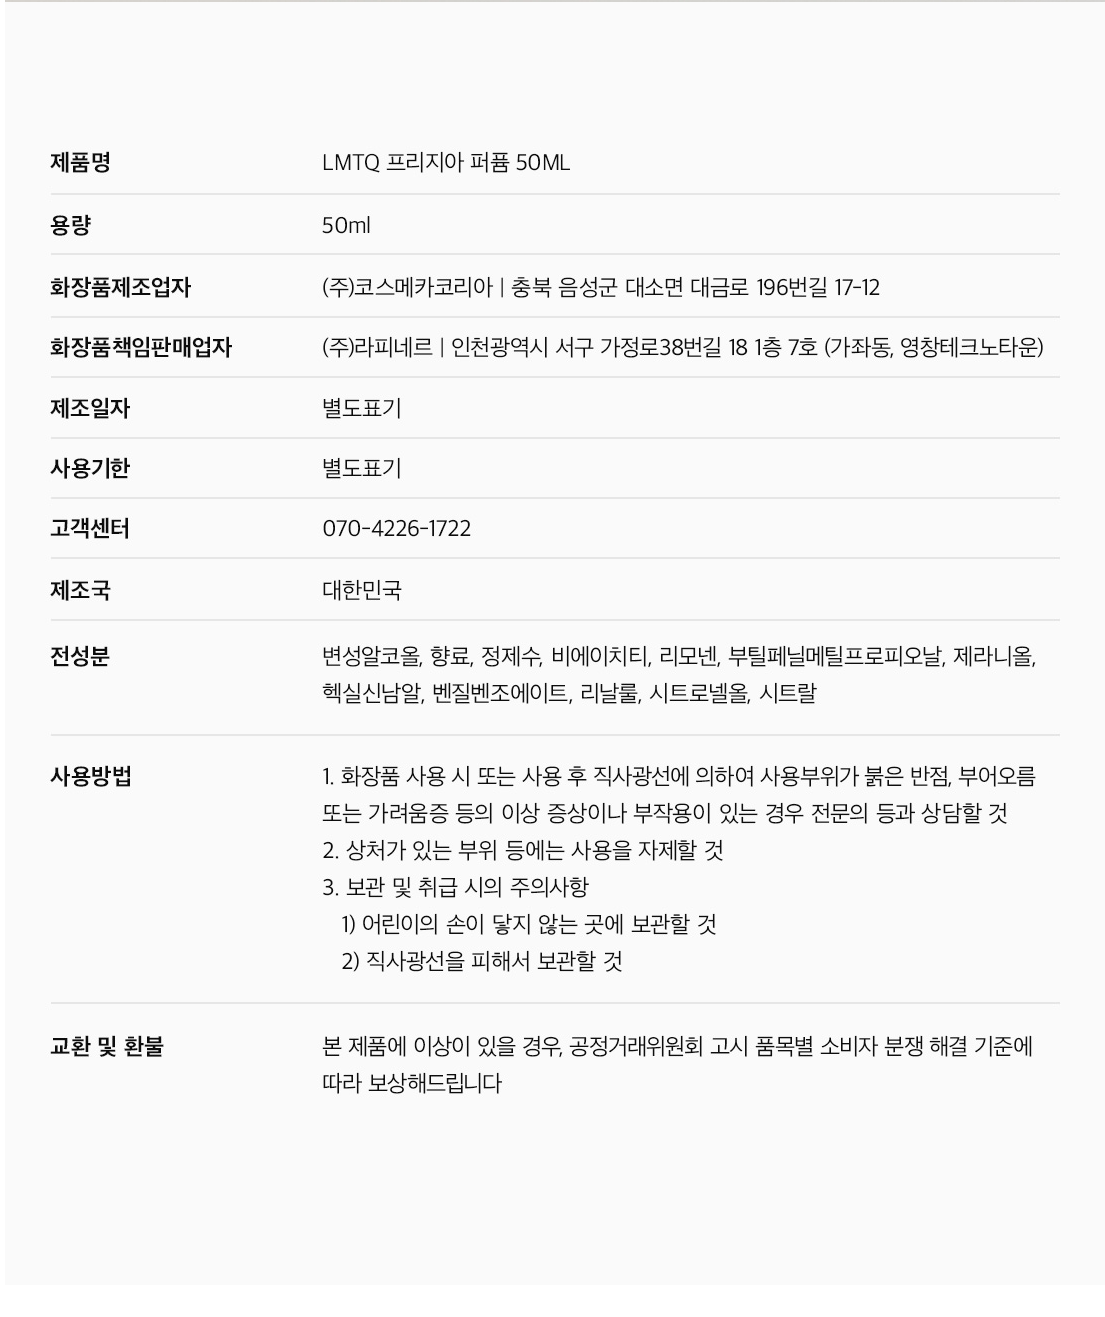 제품명 LMTQ 프리지아 퍼퓸 50ML
용량 50ml
화장품제조업자 (주)코스메카코리아 | 충북 음성군 대소면 대금로 196번길 17-12
화장품책임판매업자 (주)라피네르 | 인천광역시 서구 가정로38번길 18 1층 7호 (가좌동, 영창테크노타운)
제조일자 별도표기
사용기한 별도표기
고객센터 070-4226-1722
제조국 대한민국
전성분 변성알코올, 향료, 정제수, 비에이치티, 리모넨, 부틸페닐메틸프로피오날, 제라니올,
헥실신남알, 벤질벤조에이트, 리날룰, 시트로넬올, 시트랄
사용방법 1. 화장품 사용 시 또는 사용 후 직사광선에 의하여 사용부위가 붉은 반점, 부어오름
또는 가려움증 등의 이상 증상이나 부작용이 있는 경우 전문의 등과 상담할 것
2. 상처가 있는 부위 등에는 사용을 자제할 것
3. 보관 및 취급 시의 주의사항
1) 어린이의 손이 닿지 않는 곳에 보관할 것
2) 직사광선을 피해서 보관할 것
교환 및 환불 본 제품에 이상이 있을 경우, 공정거래위원회 고시 품목별 소비자 분쟁 해결 기준에
따라 보상해드립니다